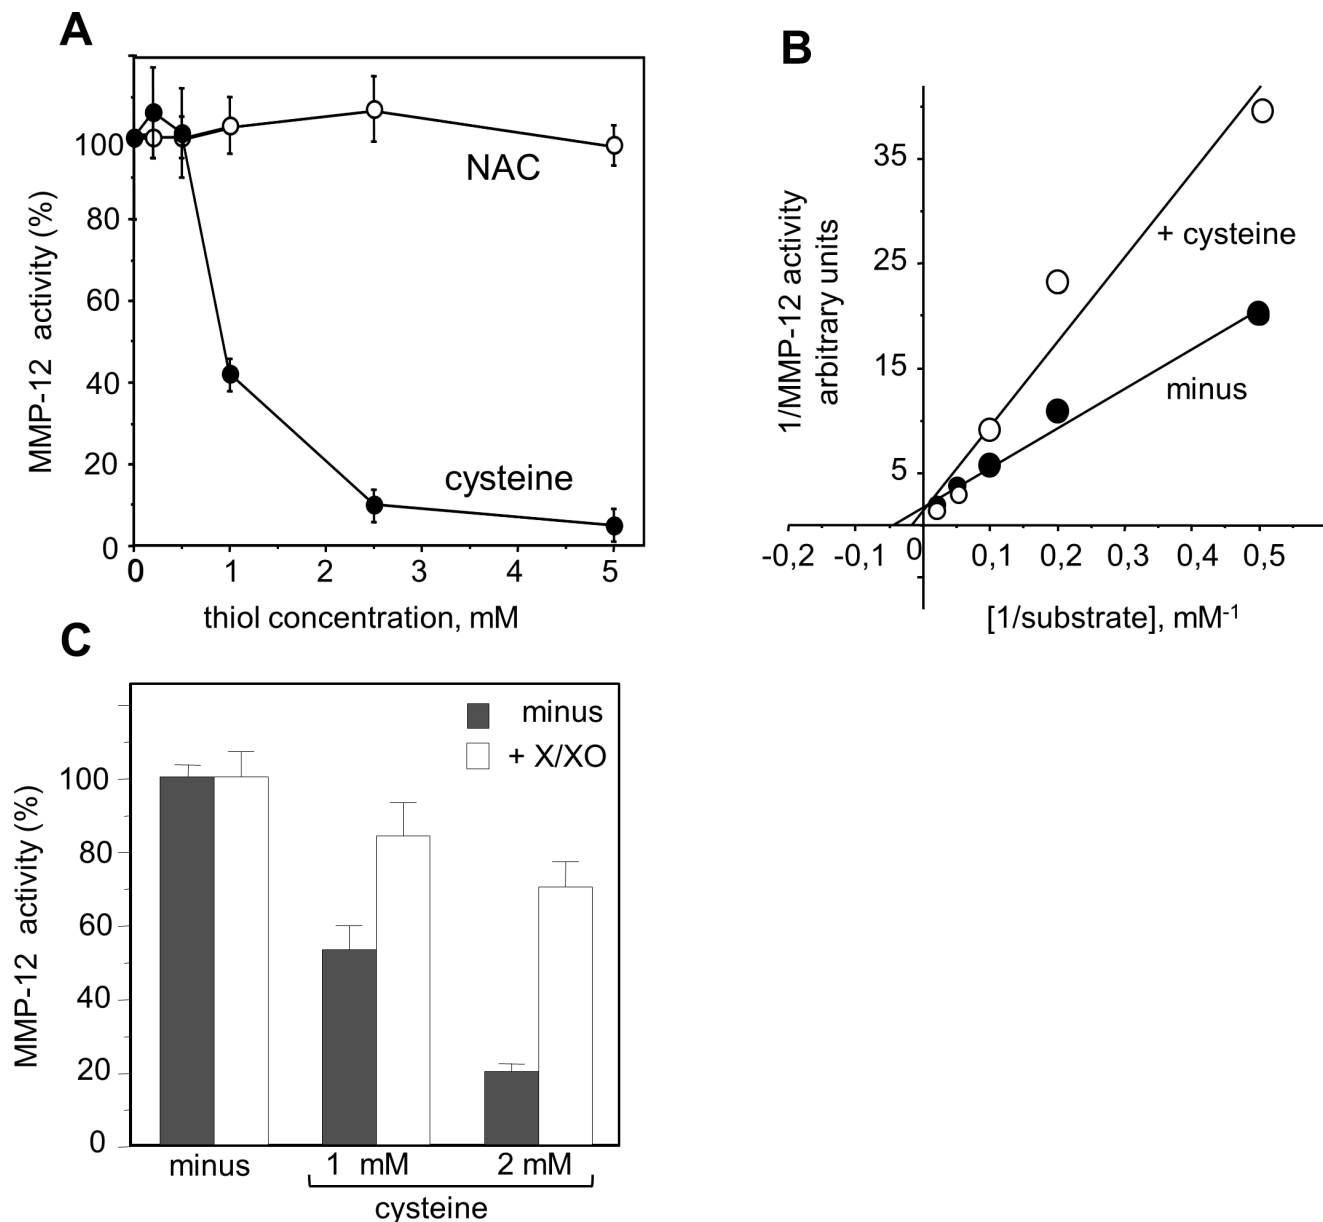 A
MMP-12 activity (%)
100
80
60
40
20
0
NAC
cysteine
0 1 2 3 4 5
thiol concentration, mM
B
1/MMP-12 activity
arbitrary units
35
25
15
5
+ cysteine
minus
-0,2 -0,1 0 0,1 0,2 0,3 0,4 0,5
[1/substrate], mM-1
C
MMP-12 activity (%)
100
80
60
40
20
0
minus
+ X/XO
minus 1 mM 2 mM
cysteine